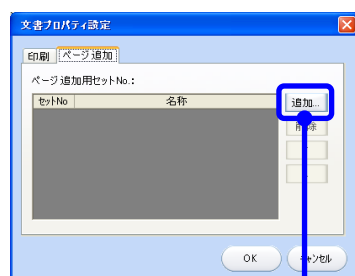 文書プロパティ設定
印刷 ページ追加
ページ追加用セットNo.：
セットNo 名称
追加...
削除
OK キャンセル